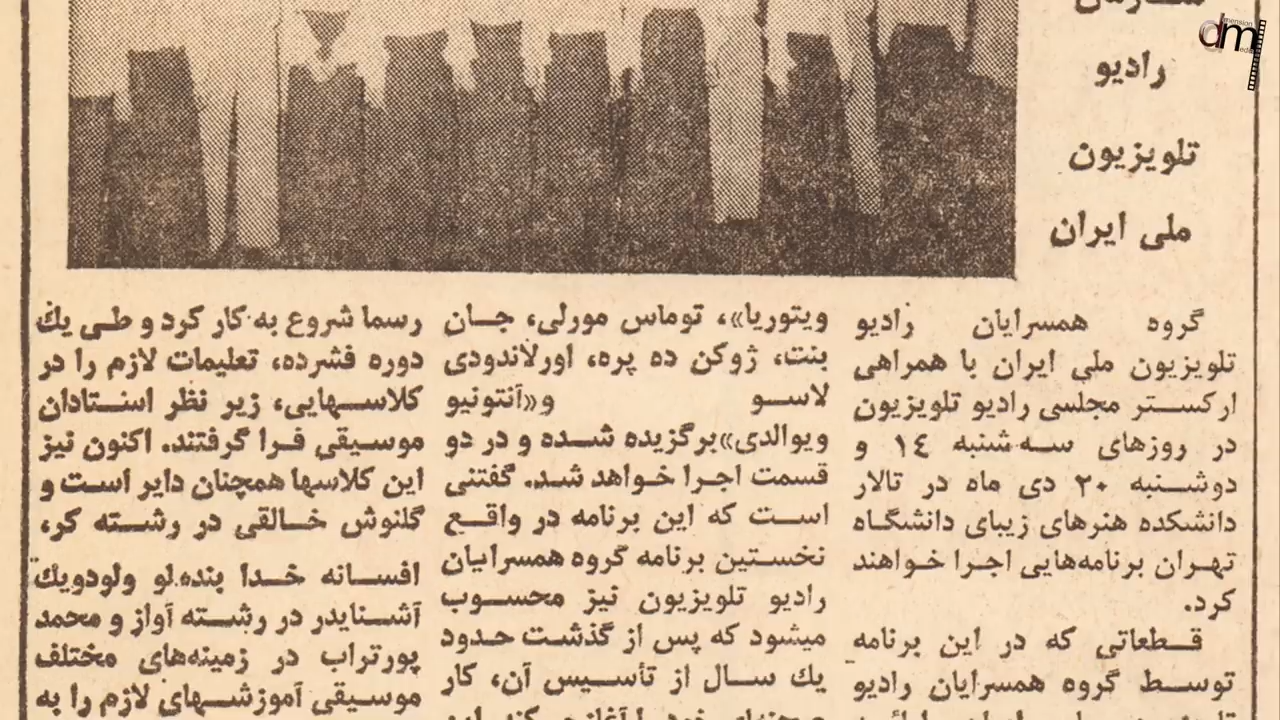 رادیو
تلویزیون
ملی ایران
گروه همسرایان رادیو
تلویزیون ملی ایران با همراهی
ارکستر مجلسی رادیو تلویزیون
در روزهای سه‌شنبه ۱۴ و
دوشنبه ۲۰ دی ماه در تالار
دانشکده هنرهای زیبای دانشگاه
تهران برنامه‌هایی اجرا خواهند
کرد.
قطعاتی که در این برنامه
توسط گروه همسرایان رادیو
ویتوریا»، توماس مورلی، جان
بنت، ژوکن ده پره، اورلاندودی
لاسو و«آنتونیو
ویوالدی»برگزیده شده و در دو
قسمت اجرا خواهد شد. گفتنی
است که این برنامه در واقع
نخستین برنامه گروه همسرایان
رادیو تلویزیون نیز محسوب
میشود که پس از گذشت حدود
یك سال از تأسیس آن، کار
رسما شروع به کار کرد و طی یك
دوره فشرده، تعلیمات لازم را در
کلاسهایی، زیر نظر استادان
موسیقی فرا گرفتند. اکنون نیز
این کلاسها همچنان دایر است و
گلنوش خالقی در رشته کر،
افسانه خدا بنده‌لو ولودویك
آشنایدر در رشته آواز و محمد
پورتراب در زمینه‌های مختلف
موسیقی آموزشهای لازم را به
dm